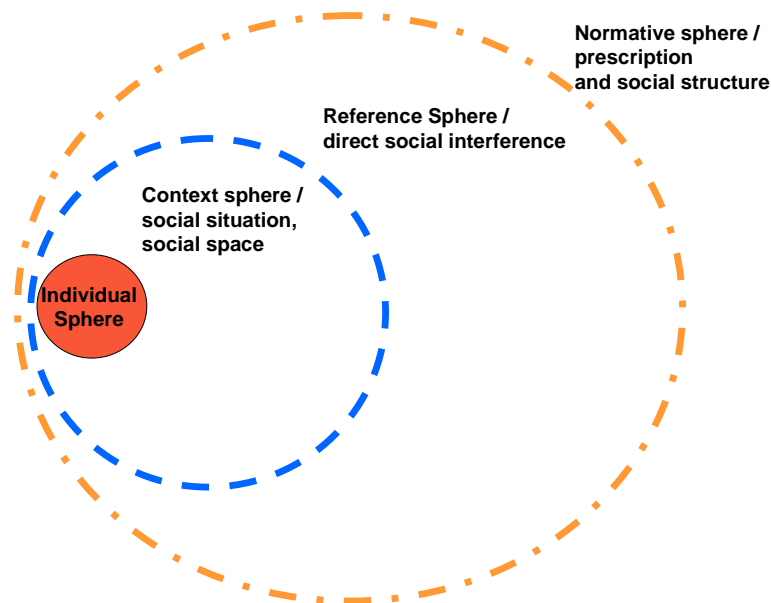 Normative sphere /
prescription
and social structure
Reference Sphere /
direct social interference
Context sphere /
social situation,
social space
Individual
Sphere